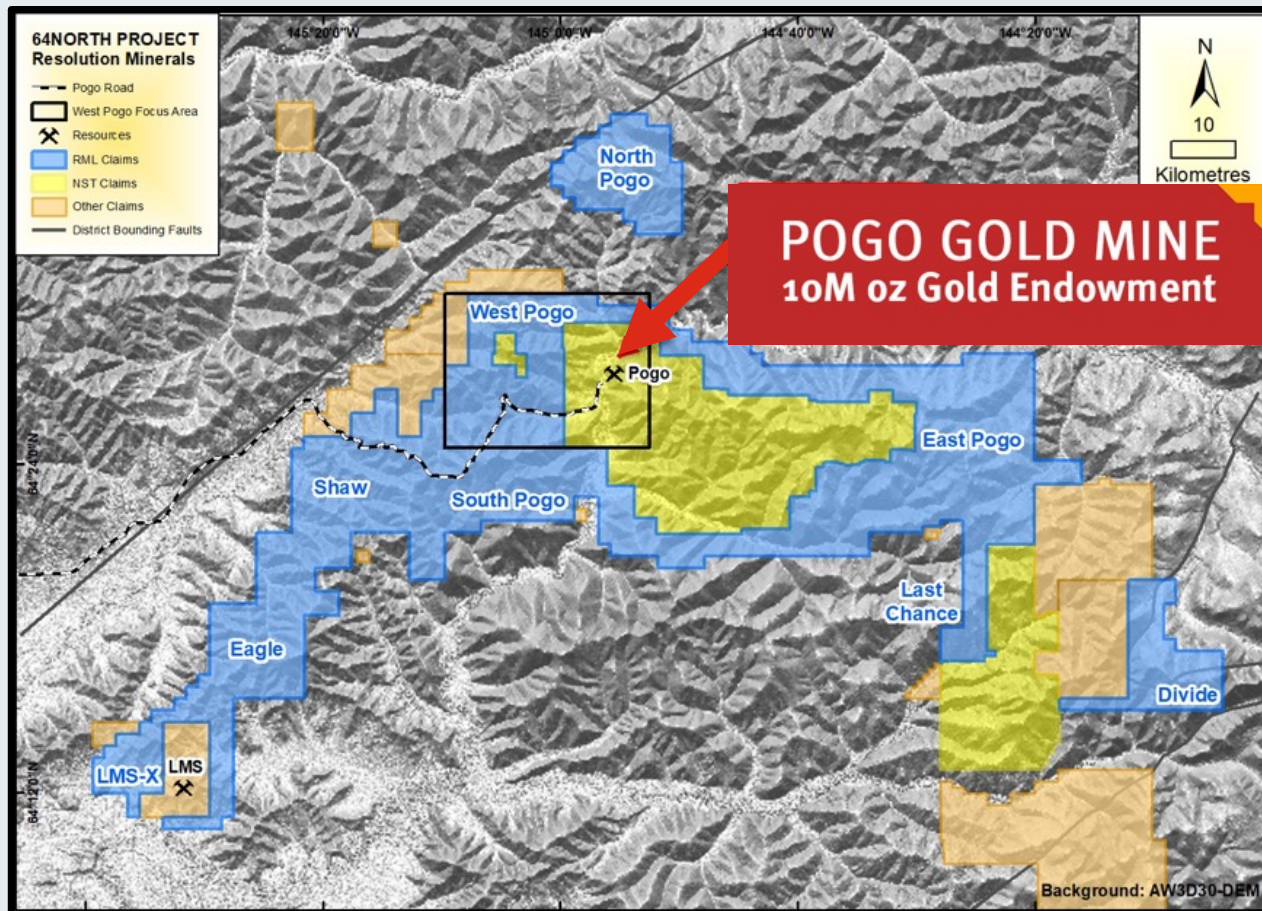 64NORTH PROJECT
Resolution Minerals
Pogo Road
West Pogo Focus Area
Resources
RML Claims
NST Claims
Other Claims
District Bounding Faults
145°20'0"W
145°0'0"W
144°40'0"W
144°20'0"W
N
10
Kilometres
North
Pogo
POGO GOLD MINE
10M oz Gold Endowment
West Pogo
Pogo
East Pogo
64°24'0"N
Shaw
South Pogo
Last
Chance
Eagle
Divide
LMS-X
LMS
64°12'0"N
Background: AW3D30-DEM